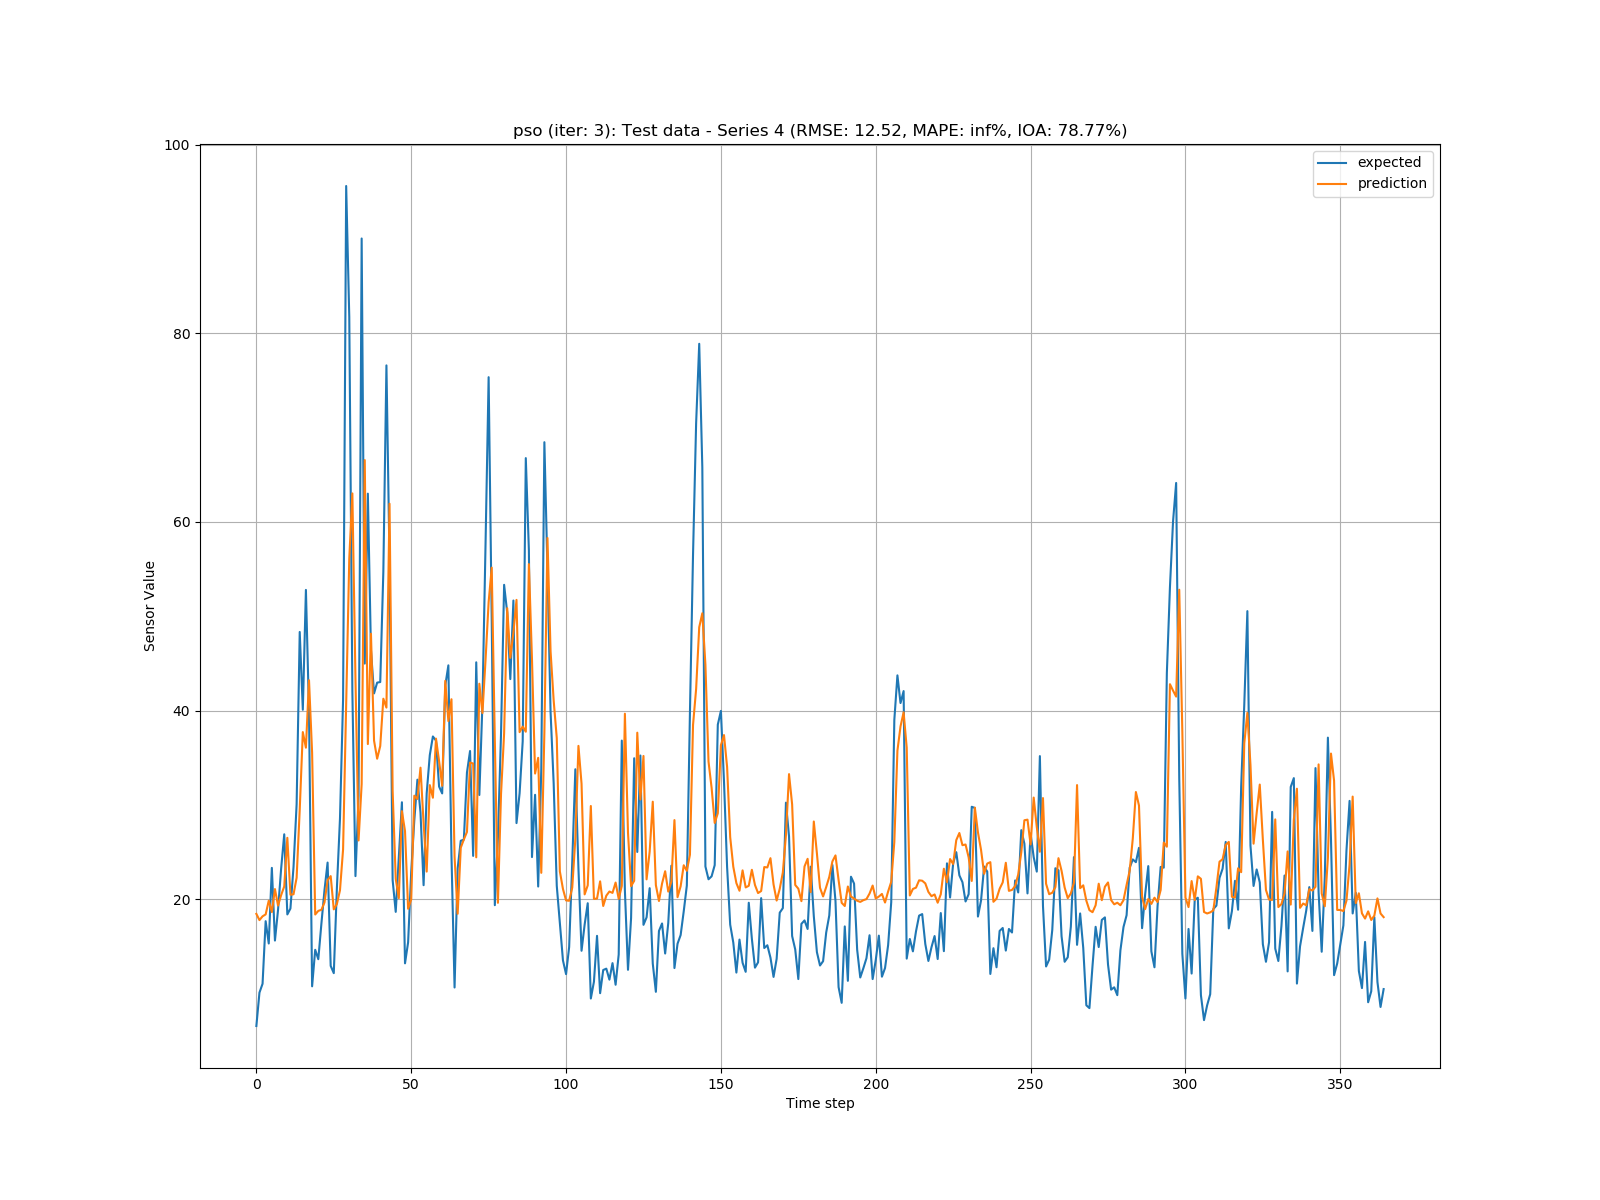 pso (iter: 3): Test data - Series 4 (RMSE: 12.52, MAPE: inf%, IOA: 78.77%)
expected
prediction
100
80
60
40
20
Sensor Value
0 50 100 150 200 250 300 350
Time step